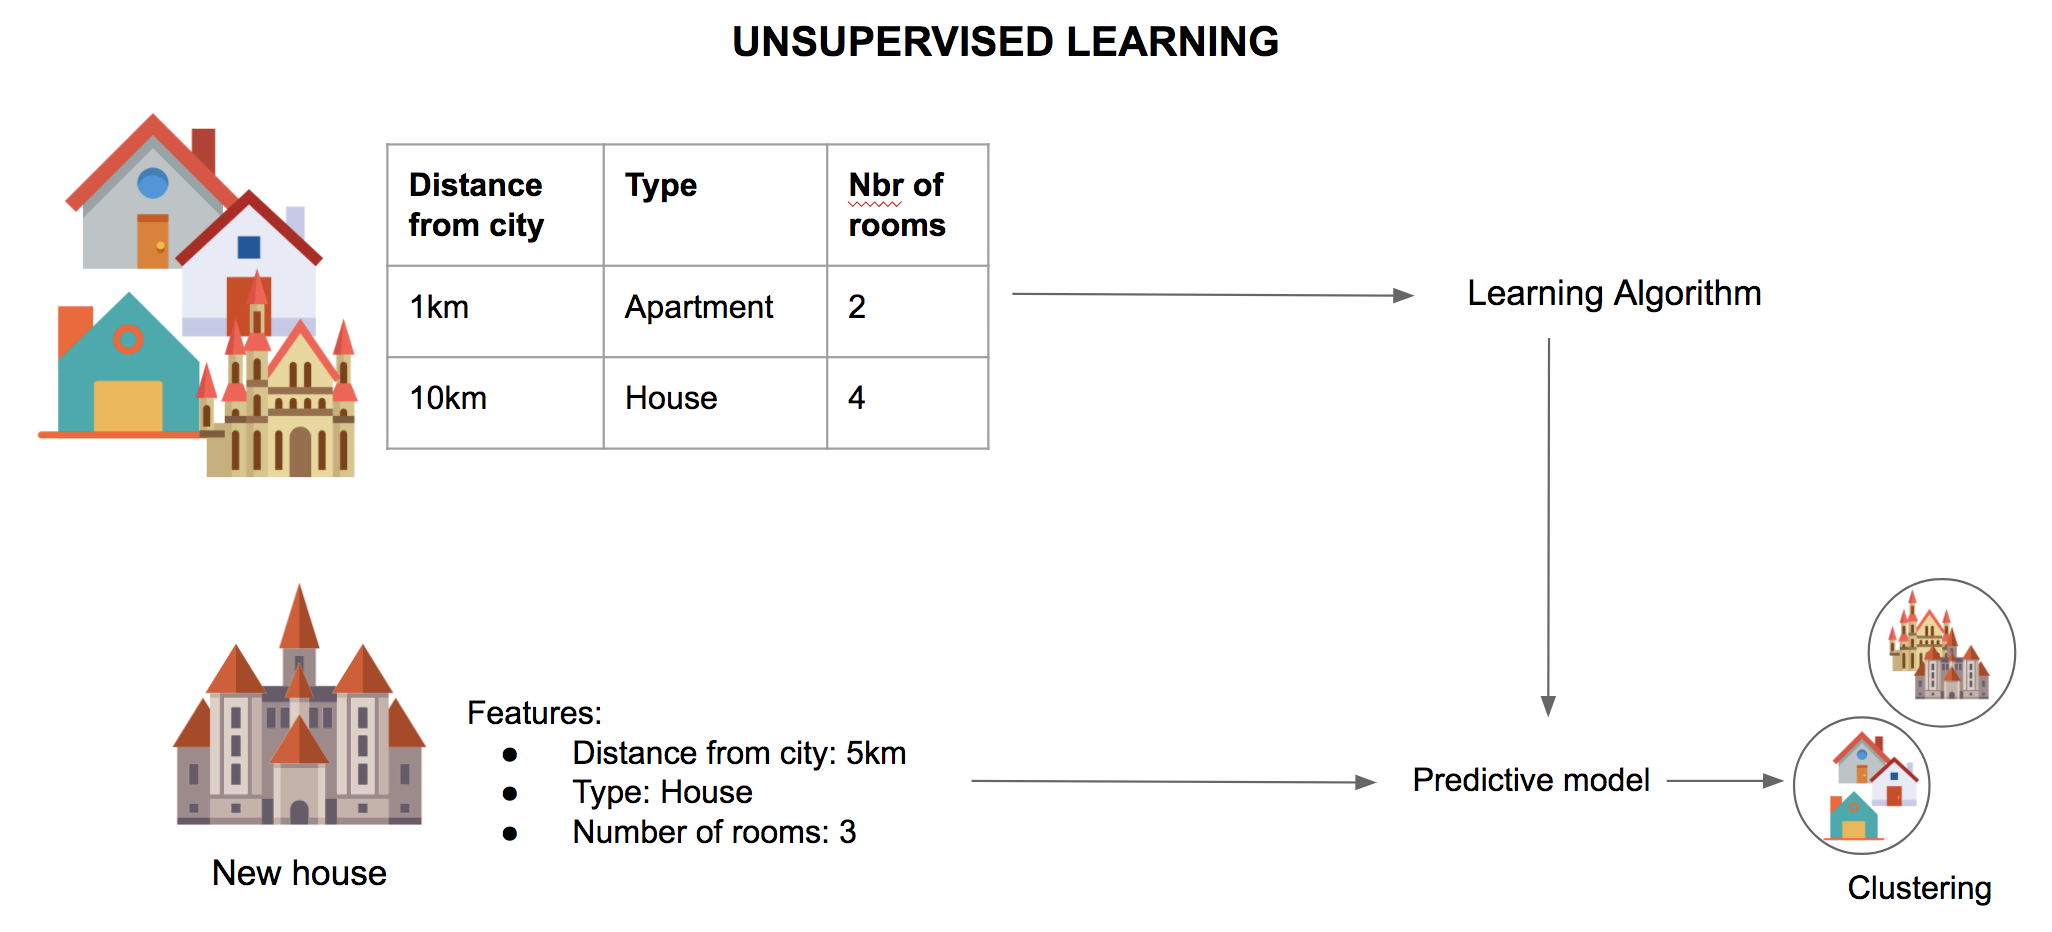 UNSUPERVISED LEARNING
Distance from city
Type
Nbr of rooms
1km
Apartment
2
10km
House
4
Learning Algorithm
Features:
● Distance from city: 5km
● Type: House
● Number of rooms: 3
New house
Predictive model
Clustering